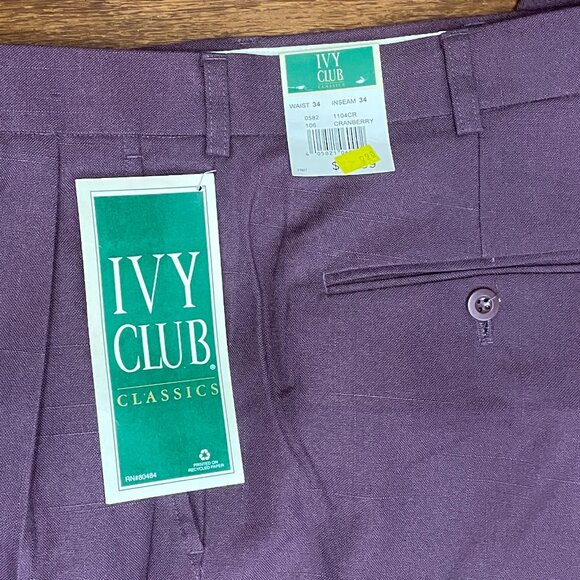 IVY
CLUB
CLASSICS
WAIST 34 INSEAM 34
0582 1104CR
106 CRANBERRY
IVY
CLUB®
CLASSICS
PRINTED ON
RECYCLED PAPER
RN#60484